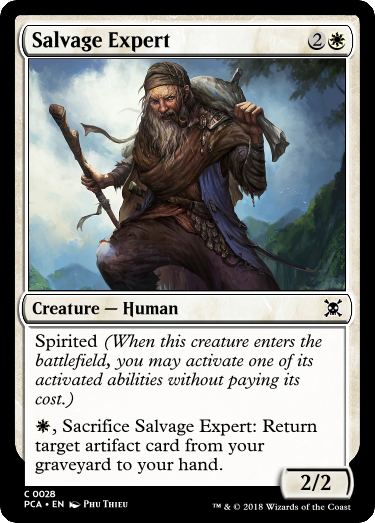 Salvage Expert 2
Creature — Human
Spirited (When this creature enters the
battlefield, you may activate one of its
activated abilities without paying its
cost.)
, Sacrifice Salvage Expert: Return
target artifact card from your
graveyard to your hand.
2/2
C 0028
PCA • EN Phu Thieu
™ & © 2018 Wizards of the Coast